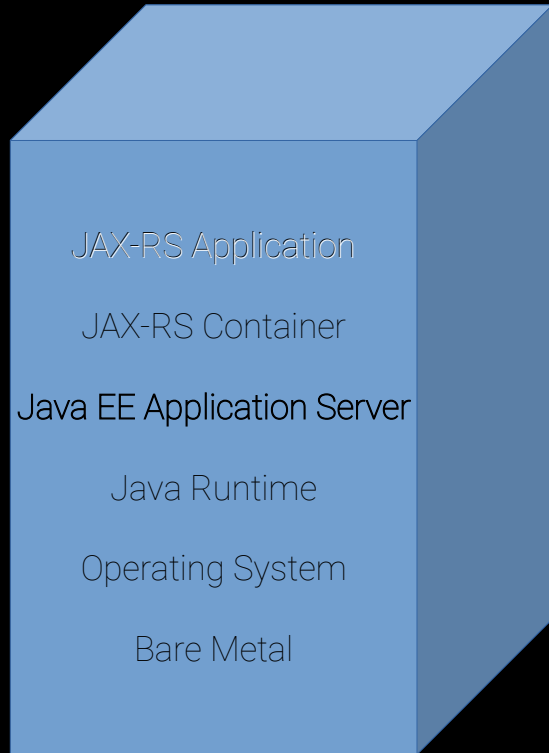 JAX-RS Application
JAX-RS Container
Java EE Application Server
Java Runtime
Operating System
Bare Metal